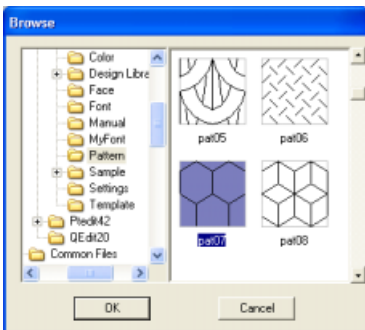 Browse
Color
Design Libra
Face
Font
Manual
MyFont
Pattern
Sample
Settings
Template
Ptedit42
QEdit20
Common Files
pat05
pat06
pat07
pat08
OK
Cancel